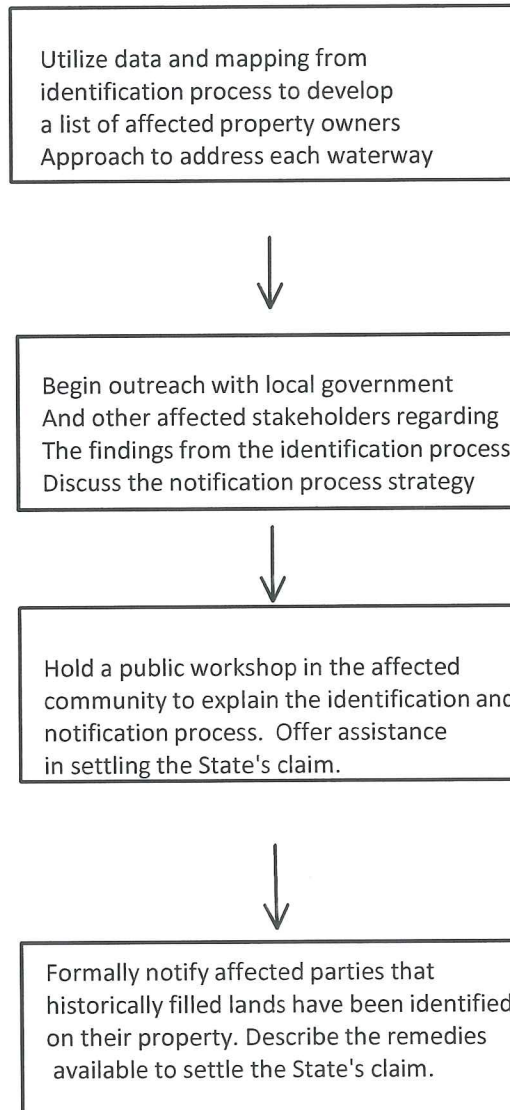 Utilize data and mapping from
identification process to develop
a list of affected property owners
Approach to address each waterway
Begin outreach with local government
And other affected stakeholders regarding
The findings from the identification process
Discuss the notification process strategy
Hold a public workshop in the affected
community to explain the identification and
notification process.  Offer assistance
in settling the State's claim.
Formally notify affected parties that
historically filled lands have been identified
on their property. Describe the remedies
available to settle the State's claim.